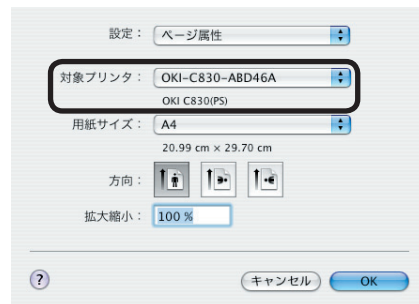 設定： ページ属性
対象プリンタ： OKI-C830-ABD46A
OKI C830(PS)
用紙サイズ： A4
20.99 cm × 29.70 cm
方向：
拡大縮小： 100 %
? キャンセル OK